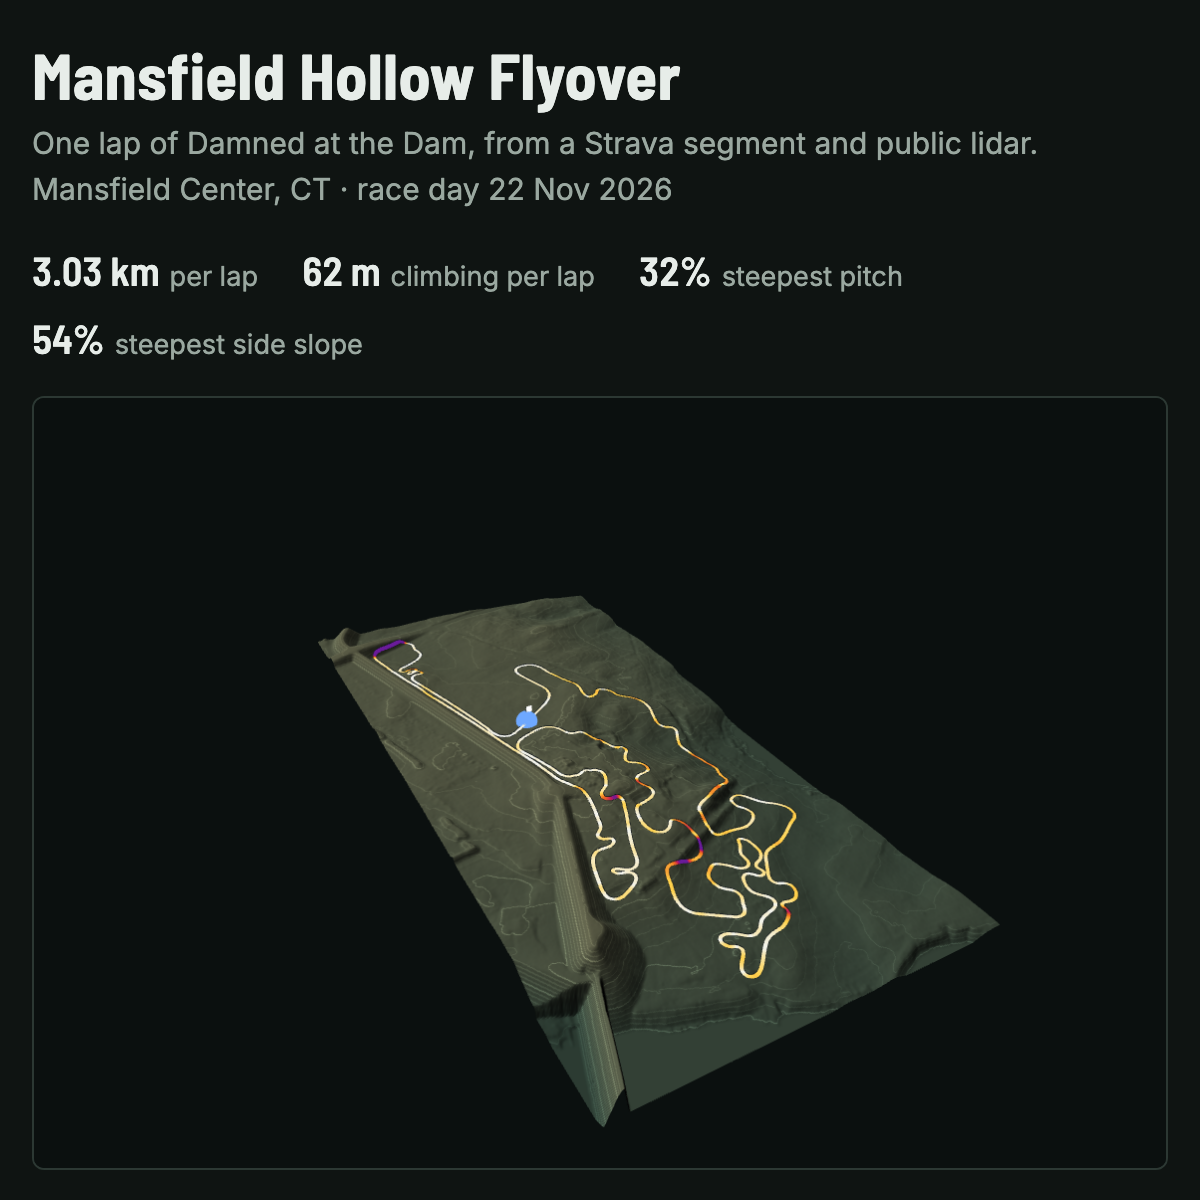 Mansfield Hollow Flyover
One lap of Damned at the Dam, from a Strava segment and public lidar.
Mansfield Center, CT · race day 22 Nov 2026
3.03 km per lap 62 m climbing per lap 32% steepest pitch
54% steepest side slope